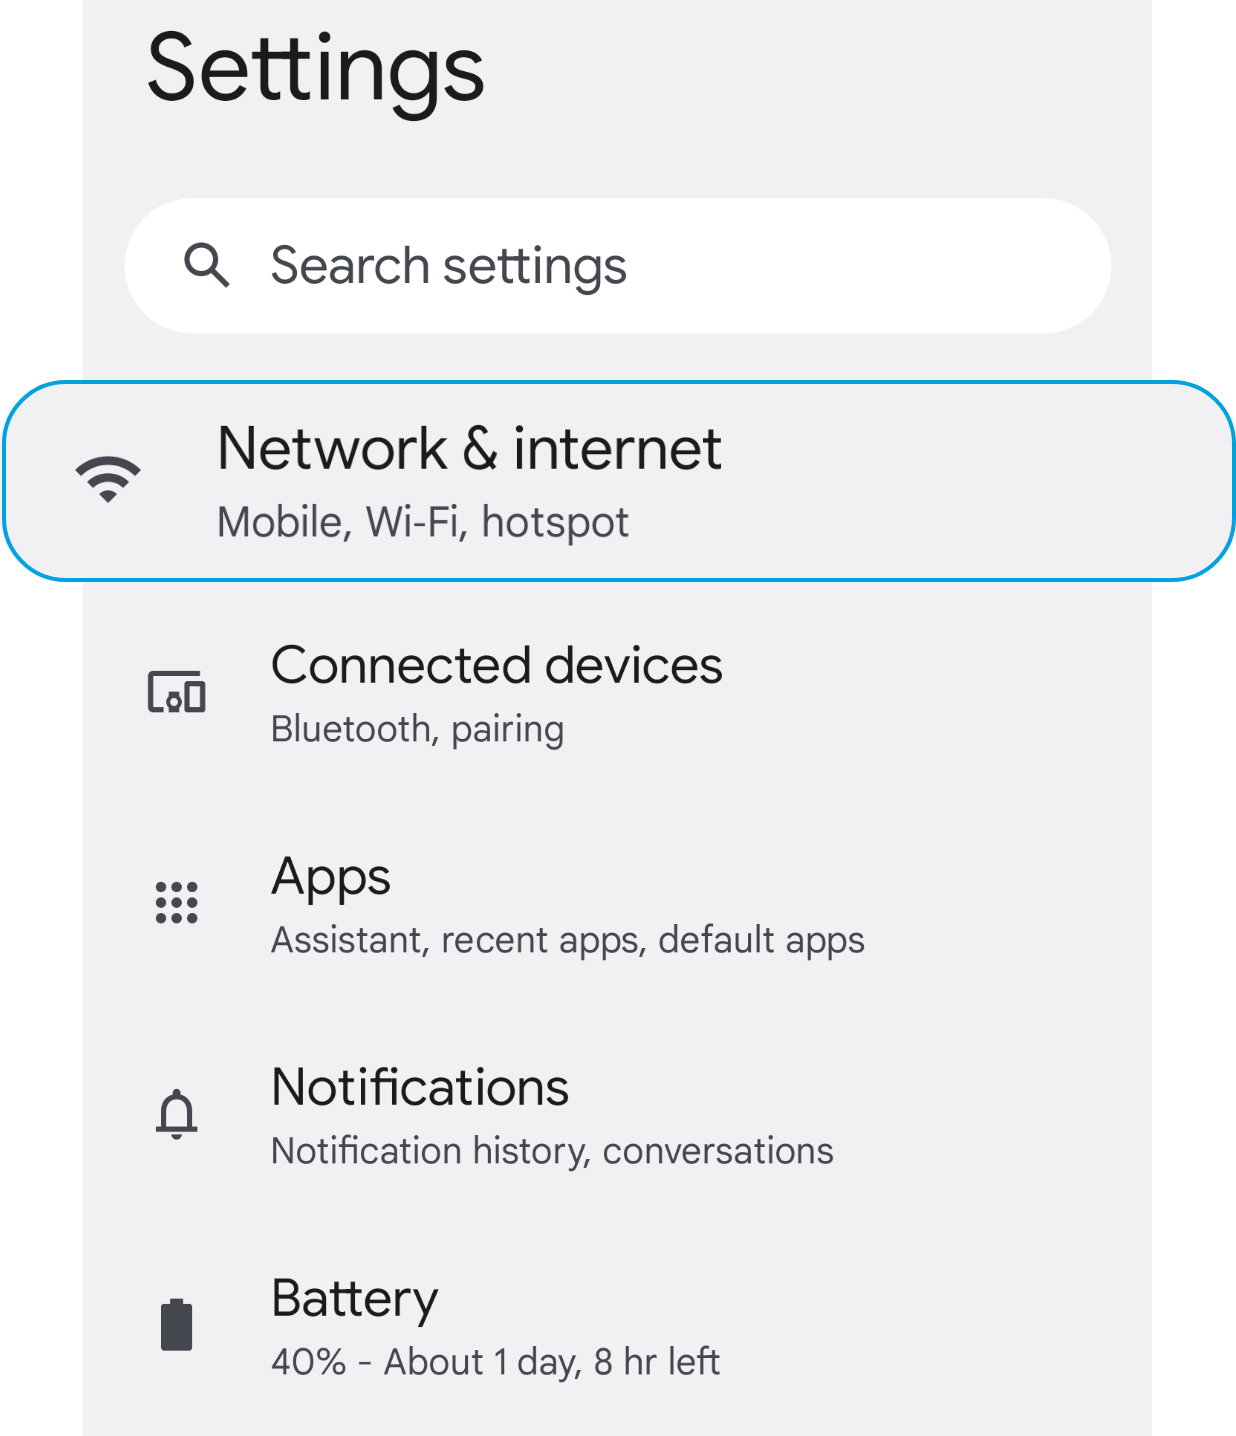 Settings
Search settings
Network & internet
Mobile, Wi-Fi, hotspot
Connected devices
Bluetooth, pairing
Apps
Assistant, recent apps, default apps
Notifications
Notification history, conversations
Battery
40% - About 1 day, 8 hr left